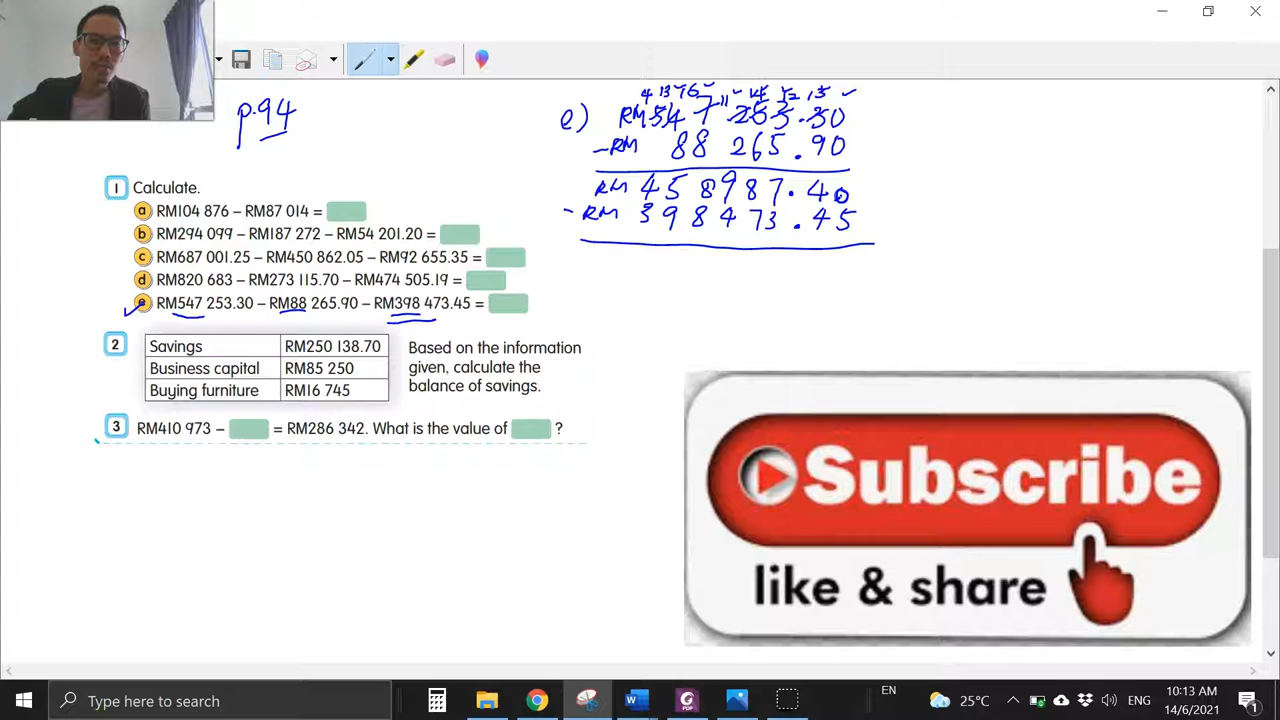 p.94
e) RM547 253.30
-RM 88 265.90
RM 458 987.40
-RM 398 473.45
1 Calculate.
a RM104 876 – RM87 014 =
b RM294 099 – RM187 272 – RM54 201.20 =
c RM687 001.25 – RM450 862.05 – RM92 655.35 =
d RM820 683 – RM273 115.70 – RM474 505.19 =
e RM547 253.30 – RM88 265.90 – RM398 473.45 =
2
Savings RM250 138.70
Business capital RM85 250
Buying furniture RM16 745
Based on the information
given, calculate the
balance of savings.
3 RM410 973 – = RM286 342. What is the value of ?
Subscribe
like & share
Type here to search
EN
25°C
ENG
10:13 AM
14/6/2021